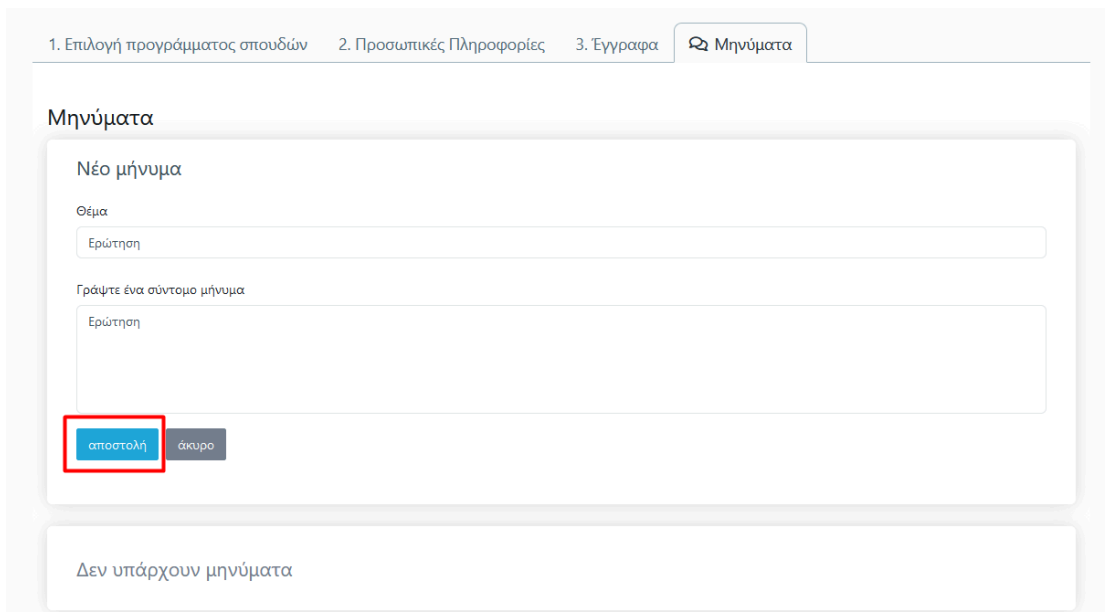 1. Επιλογή προγράμματος σπουδών 2. Προσωπικές Πληροφορίες 3. Έγγραφα Μηνύματα
Μηνύματα
Νέο μήνυμα
Θέμα
Ερώτηση
Γράψτε ένα σύντομο μήνυμα
Ερώτηση
αποστολή άκυρο
Δεν υπάρχουν μηνύματα